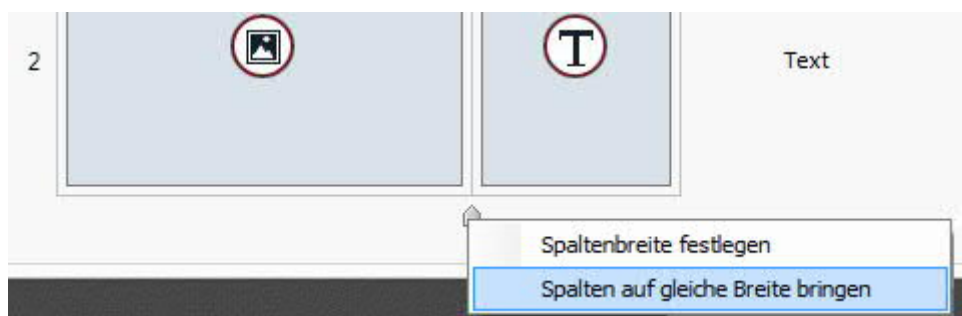 2
T
Text
Spaltenbreite festlegen
Spalten auf gleiche Breite bringen